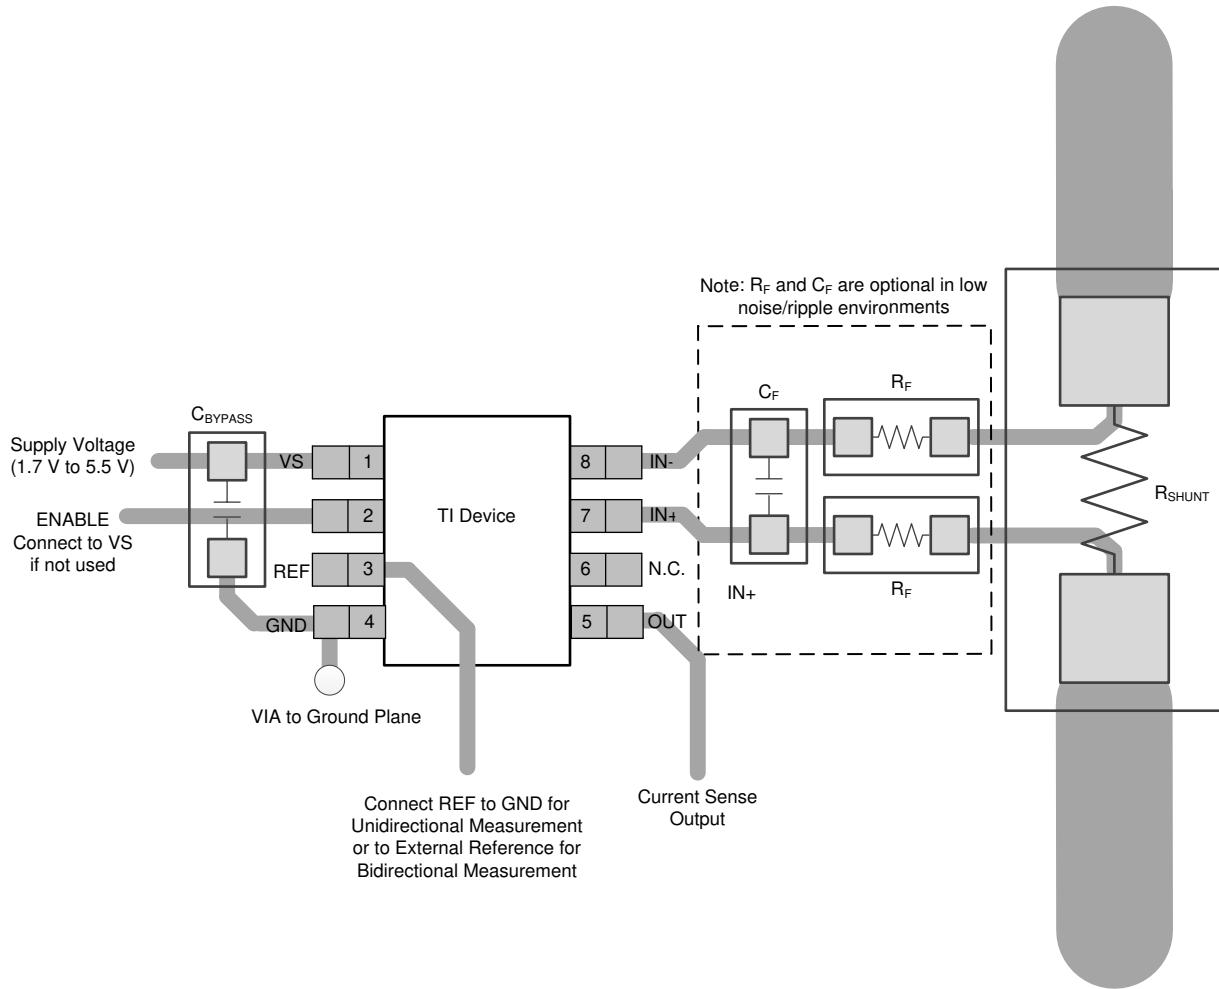 Note: RF and CF are optional in low
noise/ripple environments
CBYPASS
CF
RF
Supply Voltage
(1.7 V to 5.5 V)
VS
1
8
IN-
RSHUNT
ENABLE
Connect to VS
if not used
2
TI Device
7
IN+
REF
3
6
N.C.
IN+
RF
GND
4
5
OUT
VIA to Ground Plane
Connect REF to GND for
Unidirectional Measurement
or to External Reference for
Bidirectional Measurement
Current Sense
Output